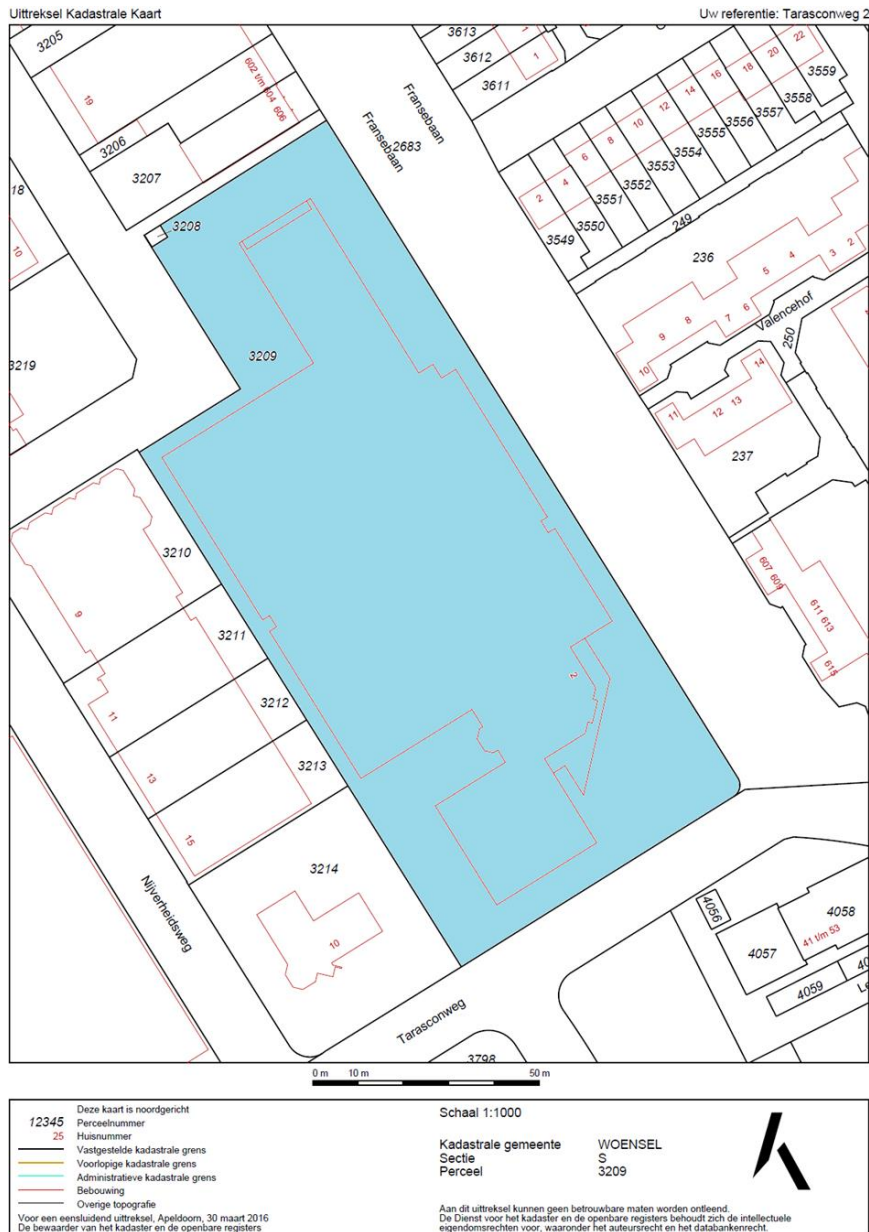 Uittreksel Kadastrale Kaart
Uw referentie: Tarasconweg 2
3205
19
602 t/m 604
606
3206
3207
3208
3209
18
10
3219
Fransebaan
Fransebaan
2683
3613
3612
3611
1
1
2
4
6
8
10
12
14
16
18
20
22
3549
3550
3551
3552
3553
3554
3555
3556
3557
3558
3559
249
236
10
9
8
7
6
5
4
3
2
Valencehof
250
11
12
13
14
237
607
609
611
613
615
3210
9
3211
11
3212
13
3213
15
3214
10
2
Nijverheidsweg
Tarasconweg
3798
4056
4057
4058
41 t/m 53
4059
0 m 10 m 50 m
Deze kaart is noordgericht
12345 Perceelnummer
25 Huisnummer
Vastgestelde kadastrale grens
Voorlopige kadastrale grens
Administratieve kadastrale grens
Bebouwing
Overige topografie
Voor een eensluidend uittreksel, Apeldoorn, 30 maart 2016
De bewaarder van het kadaster en de openbare registers
Schaal 1:1000
Kadastrale gemeente WOENSEL
Sectie S
Perceel 3209
Aan dit uittreksel kunnen geen betrouwbare maten worden ontleend.
De Dienst voor het kadaster en de openbare registers behoudt zich de intellectuele
eigendomsrechten voor, waaronder het auteursrecht en het databankenrecht.